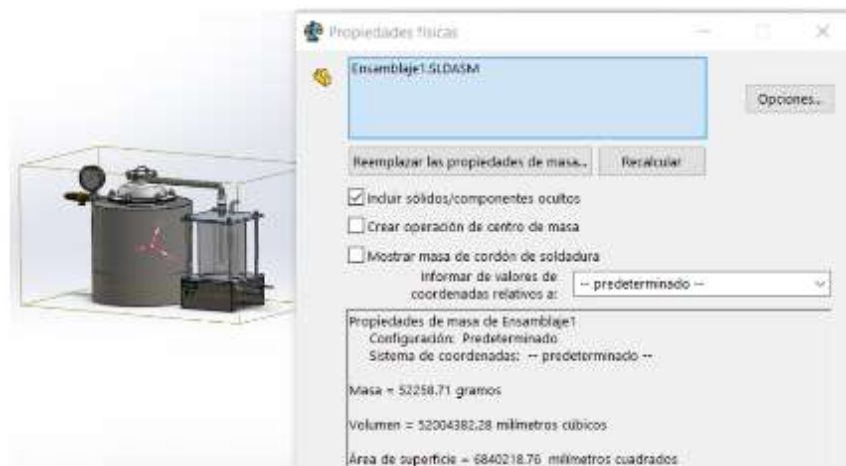 Propiedades físicas
Ensamblaje1.SLDASM
Opciones...
Reemplazar las propiedades de masa...
Recalcular
Incluir sólidos/componentes ocultos
Crear operación de centro de masa
Mostrar masa de cordón de soldadura
Informar de valores de
coordenadas relativos a:
-- predeterminado --
Propiedades de masa de Ensamblaje1
Configuración: Predeterminado
Sistema de coordenadas: -- predeterminado --
Masa = 52258.71 gramos
Volumen = 52004382.28 milímetros cúbicos
Área de superficie = 6840218.76 milímetros cuadrados